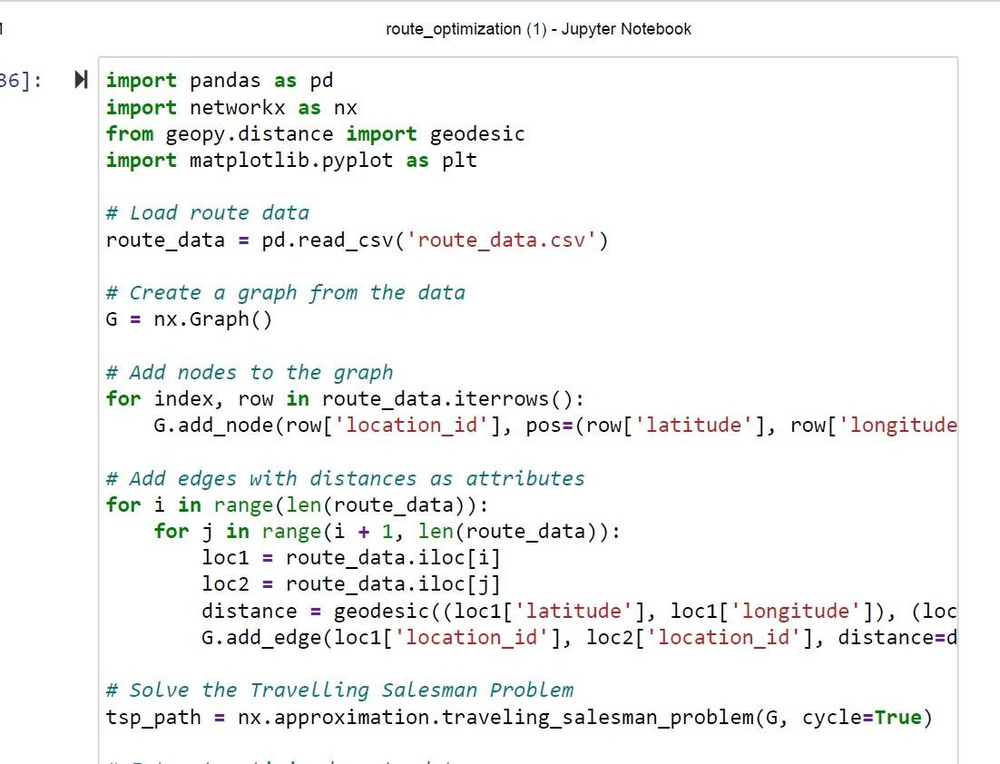 route_optimization (1) - Jupyter Notebook
36]:
import pandas as pd
import networkx as nx
from geopy.distance import geodesic
import matplotlib.pyplot as plt
# Load route data
route_data = pd.read_csv('route_data.csv')
# Create a graph from the data
G = nx.Graph()
# Add nodes to the graph
for index, row in route_data.iterrows():
    G.add_node(row['location_id'], pos=(row['latitude'], row['longitude
# Add edges with distances as attributes
for i in range(len(route_data)):
    for j in range(i + 1, len(route_data)):
        loc1 = route_data.iloc[i]
        loc2 = route_data.iloc[j]
        distance = geodesic((loc1['latitude'], loc1['longitude']), (loc
        G.add_edge(loc1['location_id'], loc2['location_id'], distance=d
# Solve the Travelling Salesman Problem
tsp_path = nx.approximation.traveling_salesman_problem(G, cycle=True)